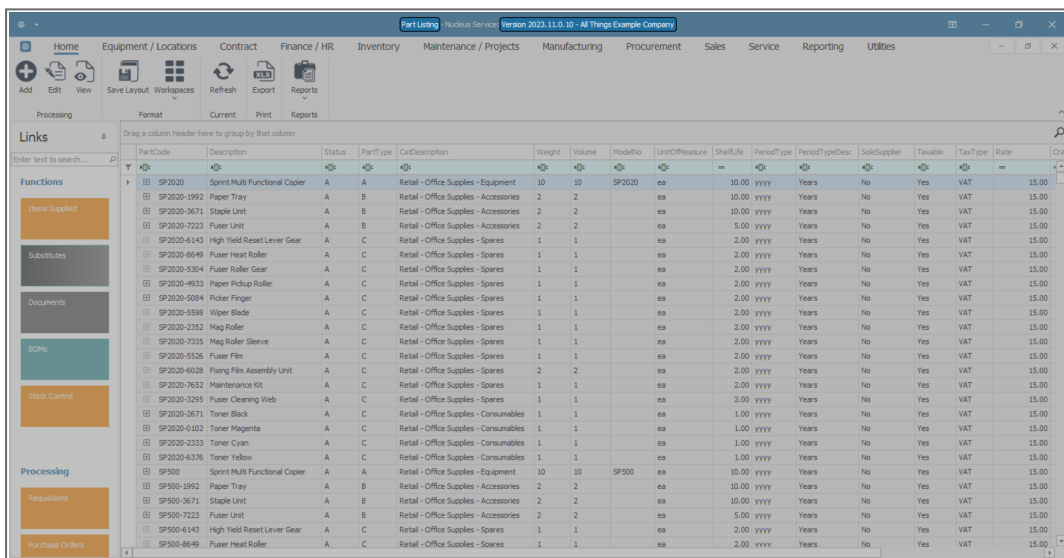 Part Listing - Nucleus Service: Version 2023.11.0.10 - All Things Example Company
Home Equipment / Locations Contract Finance / HR Inventory Maintenance / Projects Manufacturing Procurement Sales Service Reporting Utilities
Add Edit View Save Layout Workspaces Refresh XLS Export Reports
Processing Format Current Print Reports
Links
Drag a column header here to group by that column
PartCode Description Status PartType CatDescription Weight Volume ModelNo UnitOfMeasure ShelfLife PeriodType PeriodTypeDesc SoleSupplier Taxable TaxType Rate Cra
Enter text to search...
Functions
Items Supplied
Substitutes
Documents
BOMs
Stock Control
Processing
Requisitions
Purchase Orders
SP2020 Sprint Multi Functional Copier A A Retail - Office Supplies - Equipment 10 10 SP2020 ea 10.00 yyyy Years No Yes VAT 15.00
SP2020-1992 Paper Tray A B Retail - Office Supplies - Accessories 2 2 ea 10.00 yyyy Years No Yes VAT 15.00
SP2020-3671 Staple Unit A B Retail - Office Supplies - Accessories 2 2 ea 10.00 yyyy Years No Yes VAT 15.00
SP2020-7223 Fuser Unit A B Retail - Office Supplies - Accessories 2 2 ea 5.00 yyyy Years No Yes VAT 15.00
SP2020-6143 High Yield Reset Lever Gear A C Retail - Office Supplies - Spares 1 1 ea 2.00 yyyy Years No Yes VAT 15.00
SP2020-8649 Fuser Heat Roller A C Retail - Office Supplies - Spares 1 1 ea 2.00 yyyy Years No Yes VAT 15.00
SP2020-5304 Fuser Roller Gear A C Retail - Office Supplies - Spares 1 1 ea 2.00 yyyy Years No Yes VAT 15.00
SP2020-4933 Paper Pickup Roller A C Retail - Office Supplies - Spares 1 1 ea 2.00 yyyy Years No Yes VAT 15.00
SP2020-5084 Picker Finger A C Retail - Office Supplies - Spares 1 1 ea 2.00 yyyy Years No Yes VAT 15.00
SP2020-5598 Wiper Blade A C Retail - Office Supplies - Spares 1 1 ea 2.00 yyyy Years No Yes VAT 15.00
SP2020-2352 Mag Roller A C Retail - Office Supplies - Spares 1 1 ea 2.00 yyyy Years No Yes VAT 15.00
SP2020-7335 Mag Roller Sleeve A C Retail - Office Supplies - Spares 1 1 ea 2.00 yyyy Years No Yes VAT 15.00
SP2020-5526 Fuser Film A C Retail - Office Supplies - Spares 1 1 ea 2.00 yyyy Years No Yes VAT 15.00
SP2020-6028 Fixing Film Assembly Unit A C Retail - Office Supplies - Spares 2 2 ea 2.00 yyyy Years No Yes VAT 15.00
SP2020-7652 Maintenance Kit A C Retail - Office Supplies - Spares 1 1 ea 2.00 yyyy Years No Yes VAT 15.00
SP2020-3295 Fuser Cleaning Web A C Retail - Office Supplies - Spares 1 1 ea 2.00 yyyy Years No Yes VAT 15.00
SP2020-2671 Toner Black A C Retail - Office Supplies - Consumables 1 1 ea 1.00 yyyy Years No Yes VAT 15.00
SP2020-0102 Toner Magenta A C Retail - Office Supplies - Consumables 1 1 ea 1.00 yyyy Years No Yes VAT 15.00
SP2020-2333 Toner Cyan A C Retail - Office Supplies - Consumables 1 1 ea 1.00 yyyy Years No Yes VAT 15.00
SP2020-6376 Toner Yellow A C Retail - Office Supplies - Consumables 1 1 ea 1.00 yyyy Years No Yes VAT 15.00
SP500 Sprint Multi Functional Copier A A Retail - Office Supplies - Equipment 10 10 SP500 ea 10.00 yyyy Years No Yes VAT 15.00
SP500-1992 Paper Tray A B Retail - Office Supplies - Accessories 2 2 ea 10.00 yyyy Years No Yes VAT 15.00
SP500-3671 Staple Unit A B Retail - Office Supplies - Accessories 2 2 ea 10.00 yyyy Years No Yes VAT 15.00
SP500-7223 Fuser Unit A B Retail - Office Supplies - Accessories 2 2 ea 5.00 yyyy Years No Yes VAT 15.00
SP500-6143 High Yield Reset Lever Gear A C Retail - Office Supplies - Spares 1 1 ea 2.00 yyyy Years No Yes VAT 15.00
SP500-8649 Fuser Heat Roller A C Retail - Office Supplies - Spares 1 1 ea 2.00 yyyy Years No Yes VAT 15.00